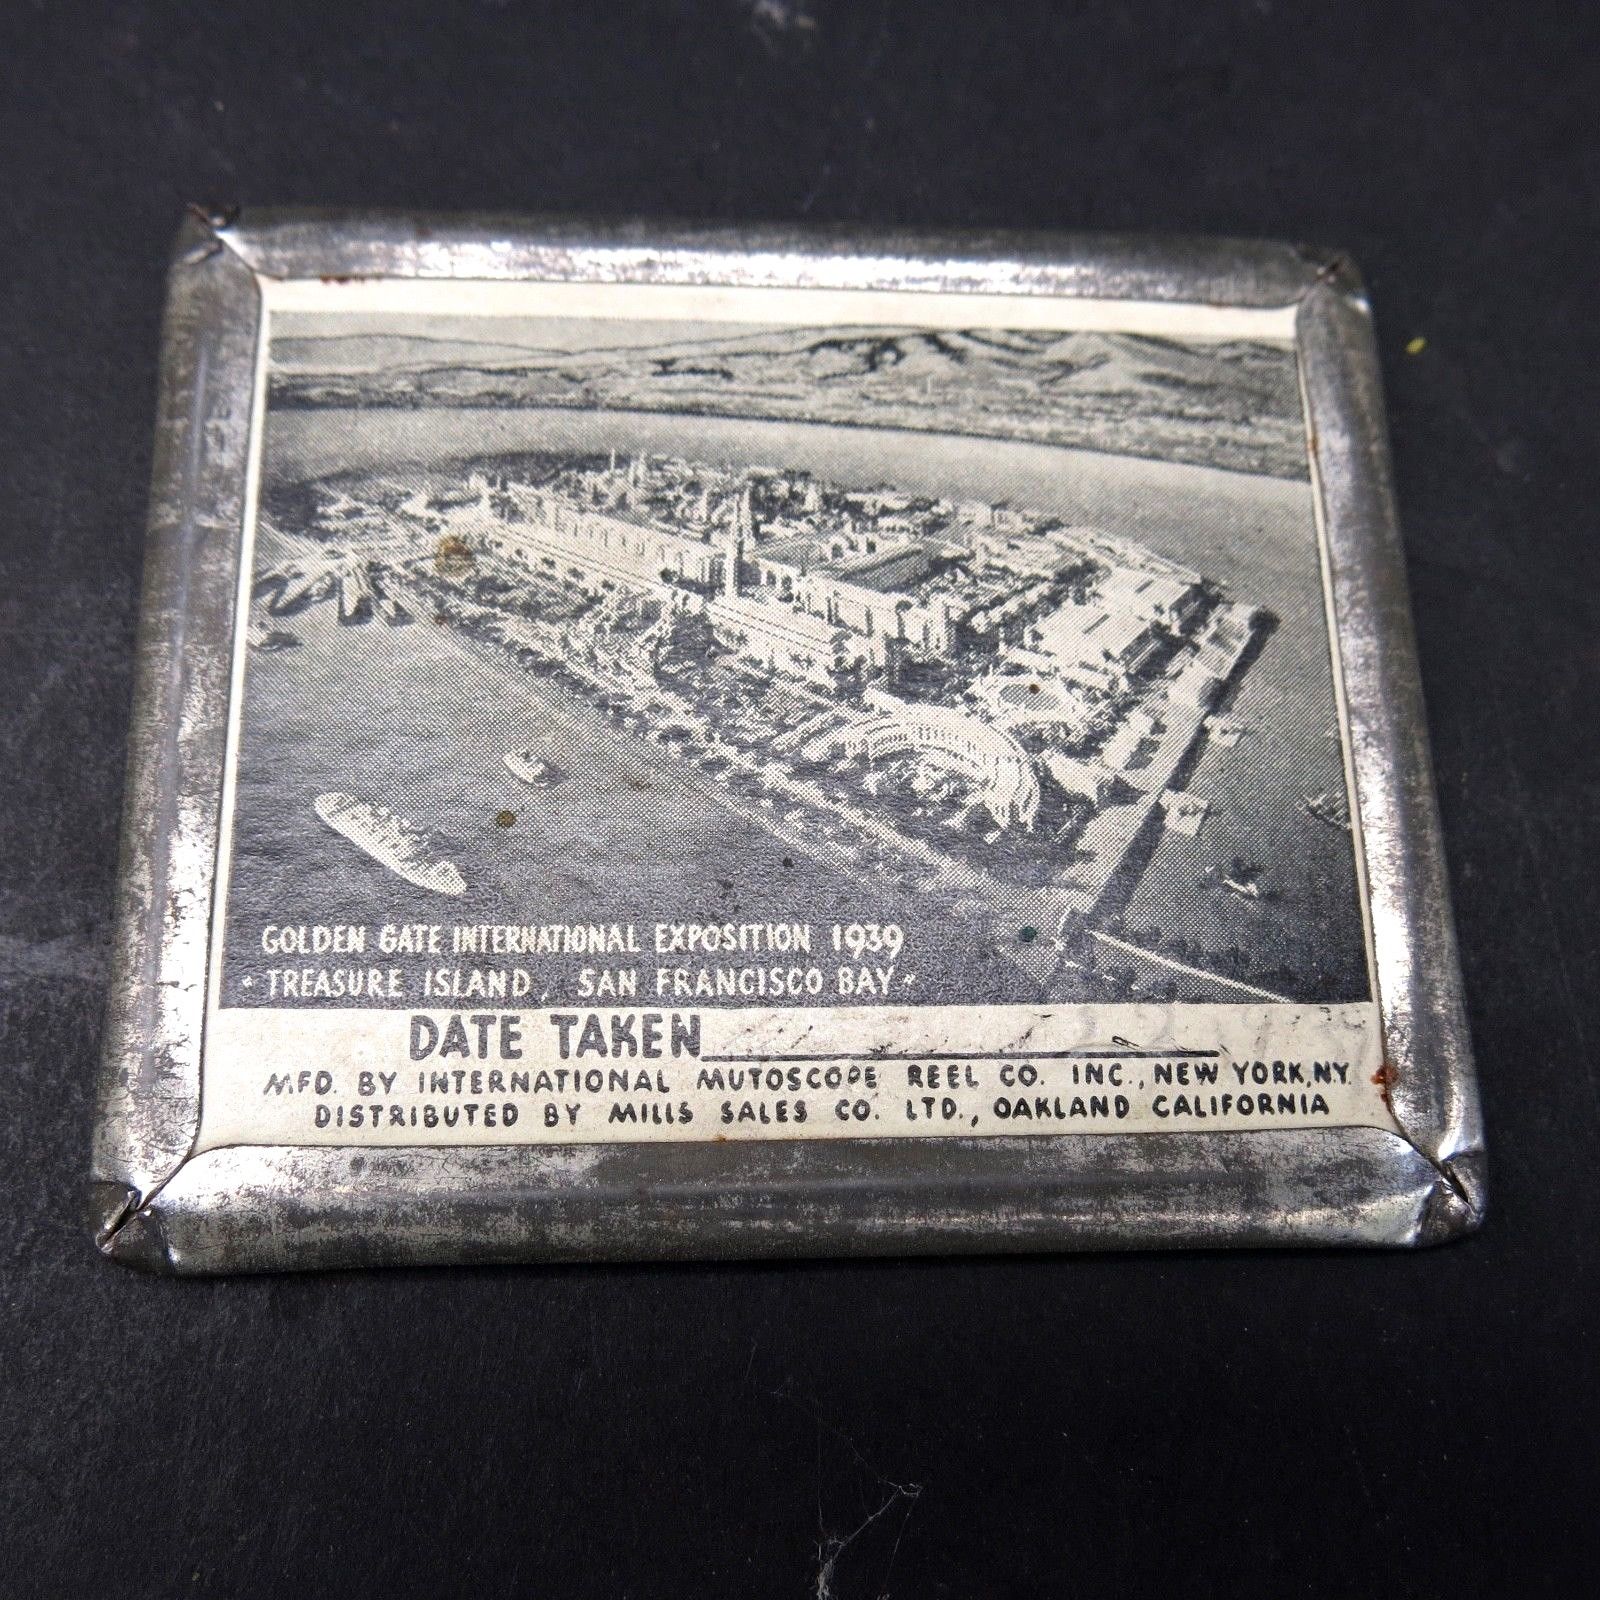 GOLDEN GATE INTERNATIONAL EXPOSITION 1939
"TREASURE ISLAND, SAN FRANCISCO BAY"
DATE TAKEN
MFD. BY INTERNATIONAL MUTOSCOPE REEL CO. INC., NEW YORK, N.Y.
DISTRIBUTED BY MILLS SALES CO. LTD., OAKLAND CALIFORNIA